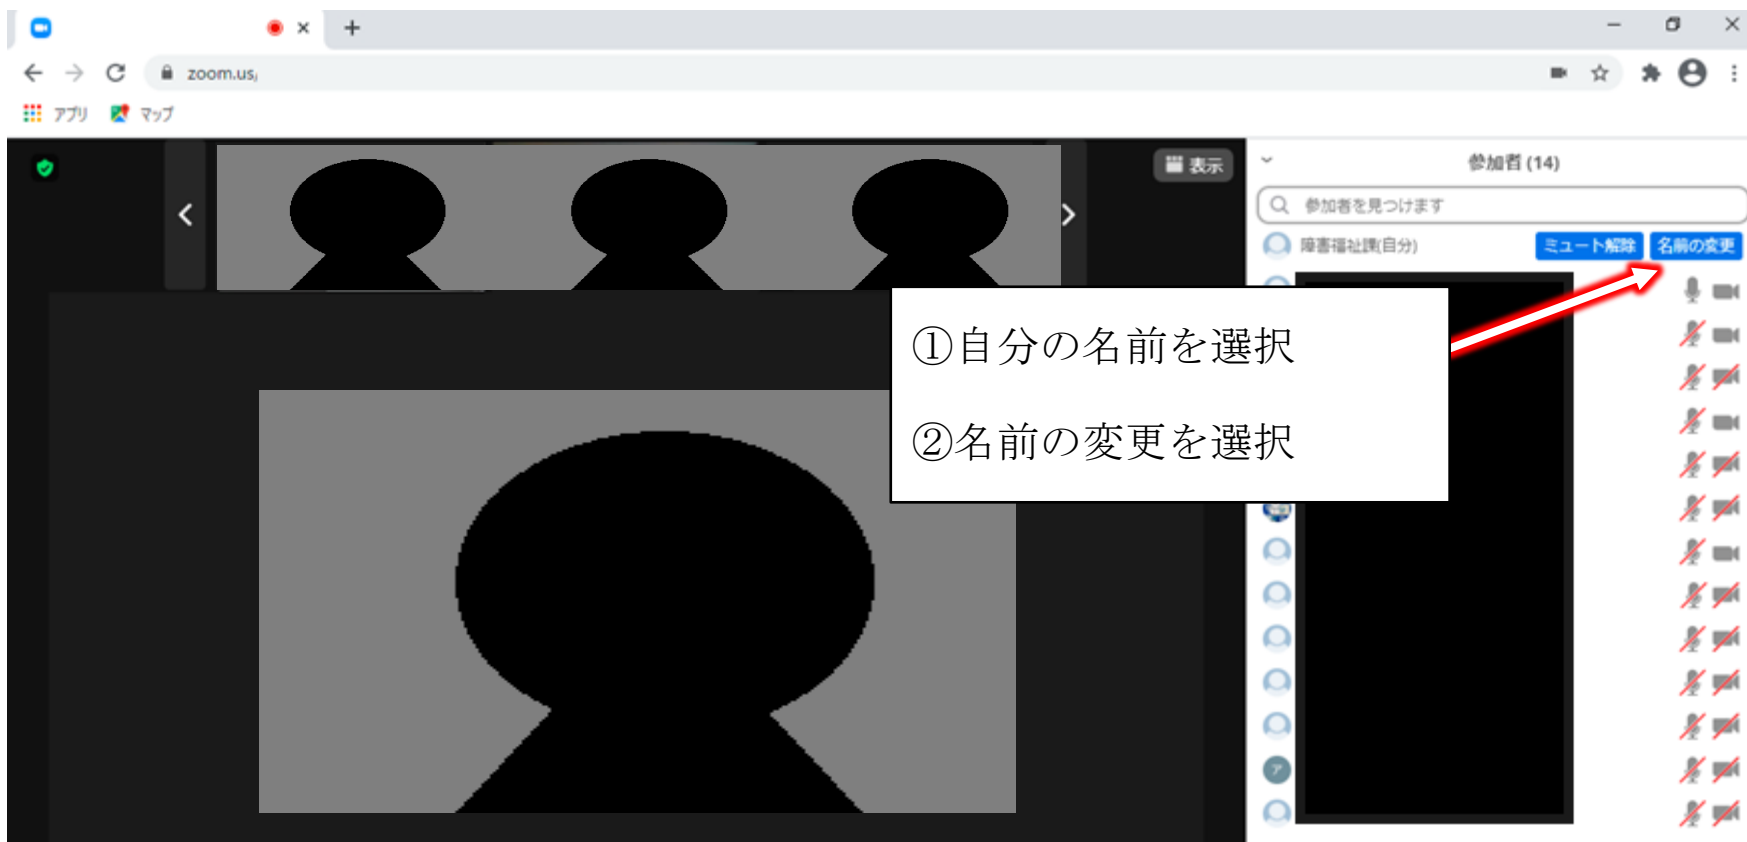 zoom.us/
アプリ マップ
表示
参加者 (14)
参加者を見つけます
障害福祉課(自分) ミュート解除 名前の変更
①自分の名前を選択
②名前の変更を選択
ア